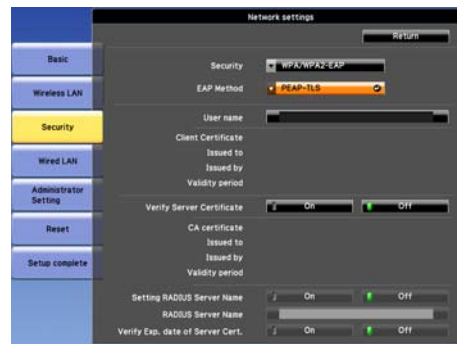 Network settings
Return
Basic
Wireless LAN
Security
Wired LAN
Administrator
Setting
Reset
Setup complete
Security WPA/WPA2-EAP
EAP Method PEAP-TLS
User name
Client Certificate
Issued to
Issued by
Validity period
Verify Server Certificate On Off
CA certificate
Issued to
Issued by
Validity period
Setting RADIUS Server Name On Off
RADIUS Server Name
Verify Exp. date of Server Cert. On Off